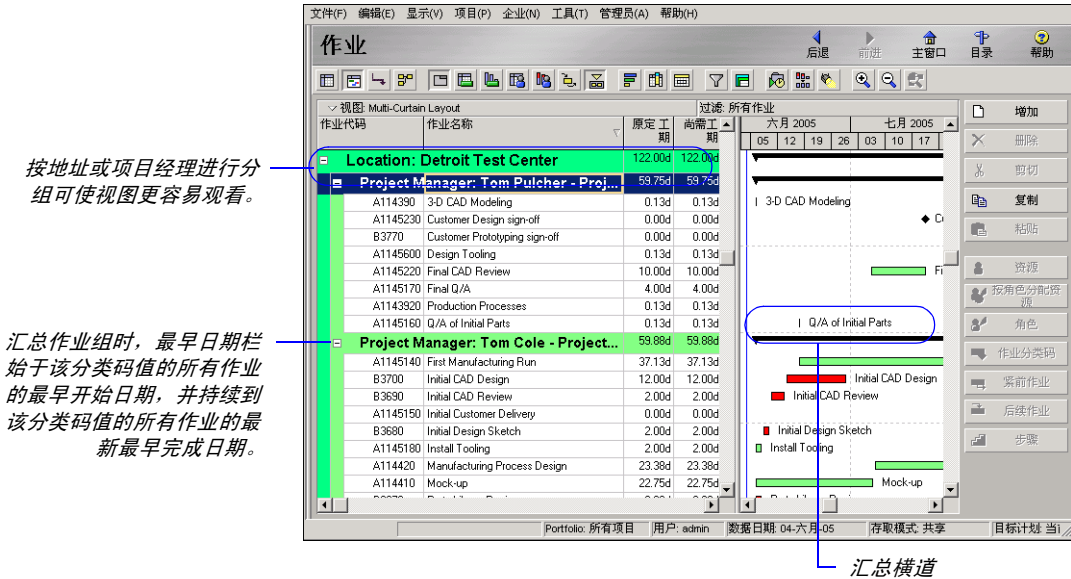 文件(F) 编辑(E) 显示(V) 项目(P) 企业(N) 工具(T) 管理员(A) 帮助(H)
作业
后退 前进 主窗口 目录 帮助
视图: Multi-Curtain Layout
过滤: 所有作业
作业代码 作业名称 原定工期 尚需工期
六月 2005 七月 2005
05 12 19 26 03 10 17
Location: Detroit Test Center 122.00d 122.00d
Project Manager: Tom Pulcher - Proj... 59.75d 59.75d
A114390 3-D CAD Modeling 0.13d 0.13d 3-D CAD Modeling
A1145230 Customer Design sign-off 0.00d 0.00d
B3770 Customer Prototyping sign-off 0.00d 0.00d
A1145600 Design Tooling 0.13d 0.13d
A1145220 Final CAD Review 10.00d 10.00d
A1145170 Final Q/A 4.00d 4.00d
A1143920 Production Processes 0.13d 0.13d
A1145160 Q/A of Initial Parts 0.13d 0.13d Q/A of Initial Parts
Project Manager: Tom Cole - Project... 59.88d 59.88d
A1145140 First Manufacturing Run 37.13d 37.13d
B3700 Initial CAD Design 12.00d 12.00d Initial CAD Design
B3690 Initial CAD Review 2.00d 2.00d Initial CAD Review
A1145150 Initial Customer Delivery 0.00d 0.00d
B3680 Initial Design Sketch 2.00d 2.00d Initial Design Sketch
A1145180 Install Tooling 2.00d 2.00d Install Tooling
A114420 Manufacturing Process Design 23.38d 23.38d
A114410 Mock-up 22.75d 22.75d Mock-up
增加
删除
剪切
复制
粘贴
资源
按角色分配资源
角色
作业分类码
紧前作业
后续作业
步骤
Portfolio: 所有项目 用户: admin 数据日期: 04-六月-05 存取模式: 共享 目标计划: 当前
按地址或项目经理进行分
组可使视图更容易观看。
汇总作业组时，最早日期栏
始于该分类码值的所有作业
的最早开始日期，并持续到
该分类码值的所有作业的最
新最早完成日期。
汇总横道